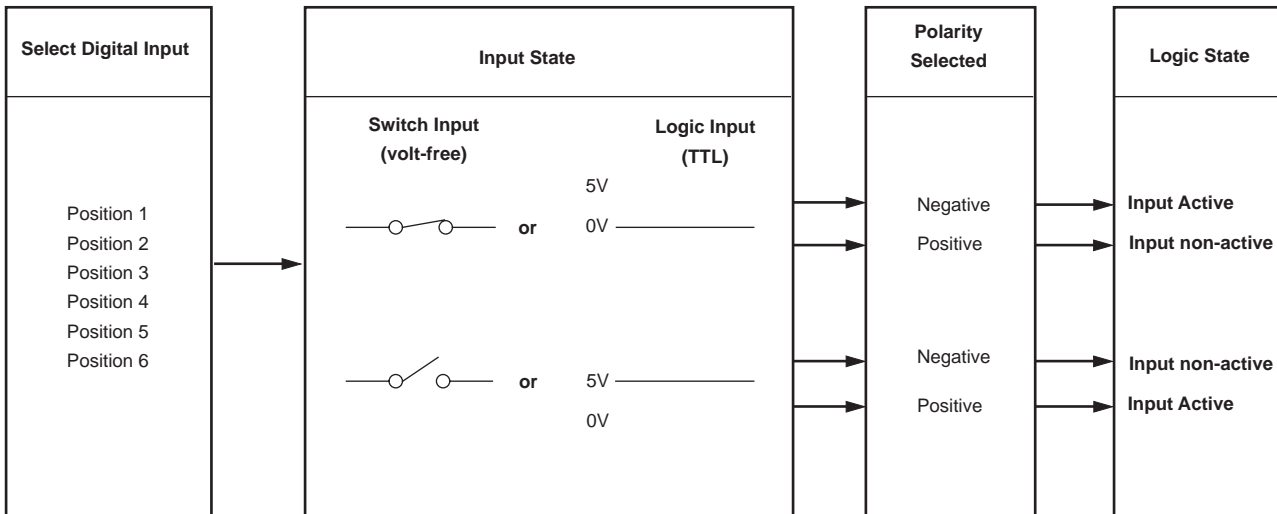 Select Digital Input
Input State
Polarity
Selected
Logic State
Switch Input
(volt-free)
Logic Input
(TTL)
Position 1
Position 2
Position 3
Position 4
Position 5
Position 6
5V
or
0V
Negative
Input Active
Positive
Input non-active
or
5V
0V
Negative
Input non-active
Positive
Input Active